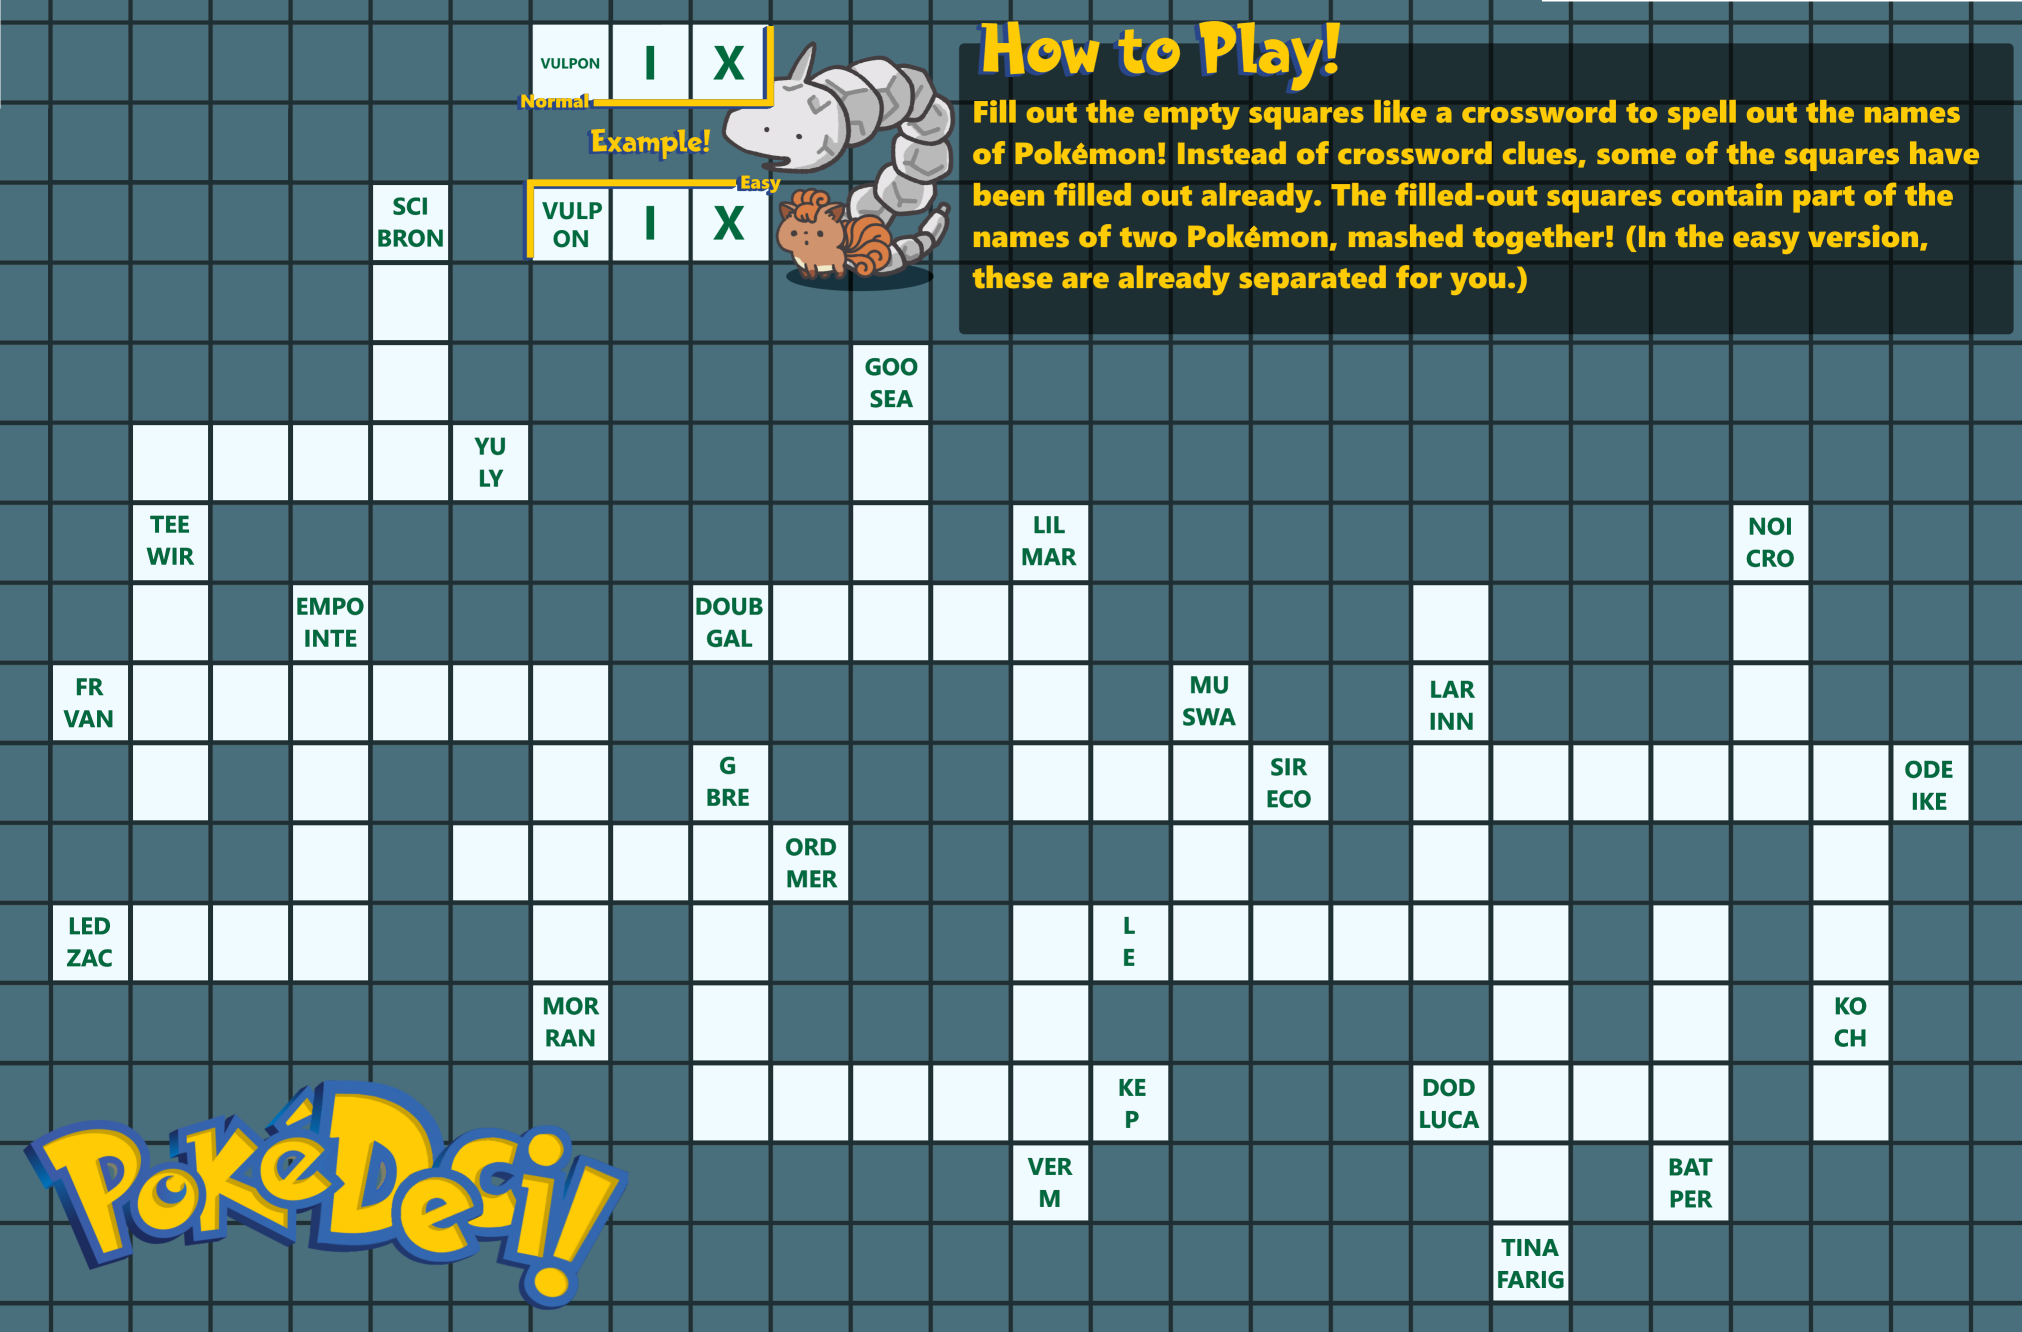 How to Play!
Fill out the empty squares like a crossword to spell out the names
of Pokémon! Instead of crossword clues, some of the squares have
been filled out already. The filled-out squares contain part of the
names of two Pokémon, mashed together! (In the easy version,
these are already separated for you.)
VULPON I X
Normal
Example!
Easy
VULP
ON
I X
SCI
BRON
GOO
SEA
YU
LY
TEE
WIR
LIL
MAR
NOI
CRO
EMPO
INTE
DOUB
GAL
FR
VAN
MU
SWA
LAR
INN
G
BRE
SIR
ECO
ODE
IKE
ORD
MER
LED
ZAC
L
E
MOR
RAN
KO
CH
KE
P
DOD
LUCA
VER
M
BAT
PER
TINA
FARIG
PokéDeci!